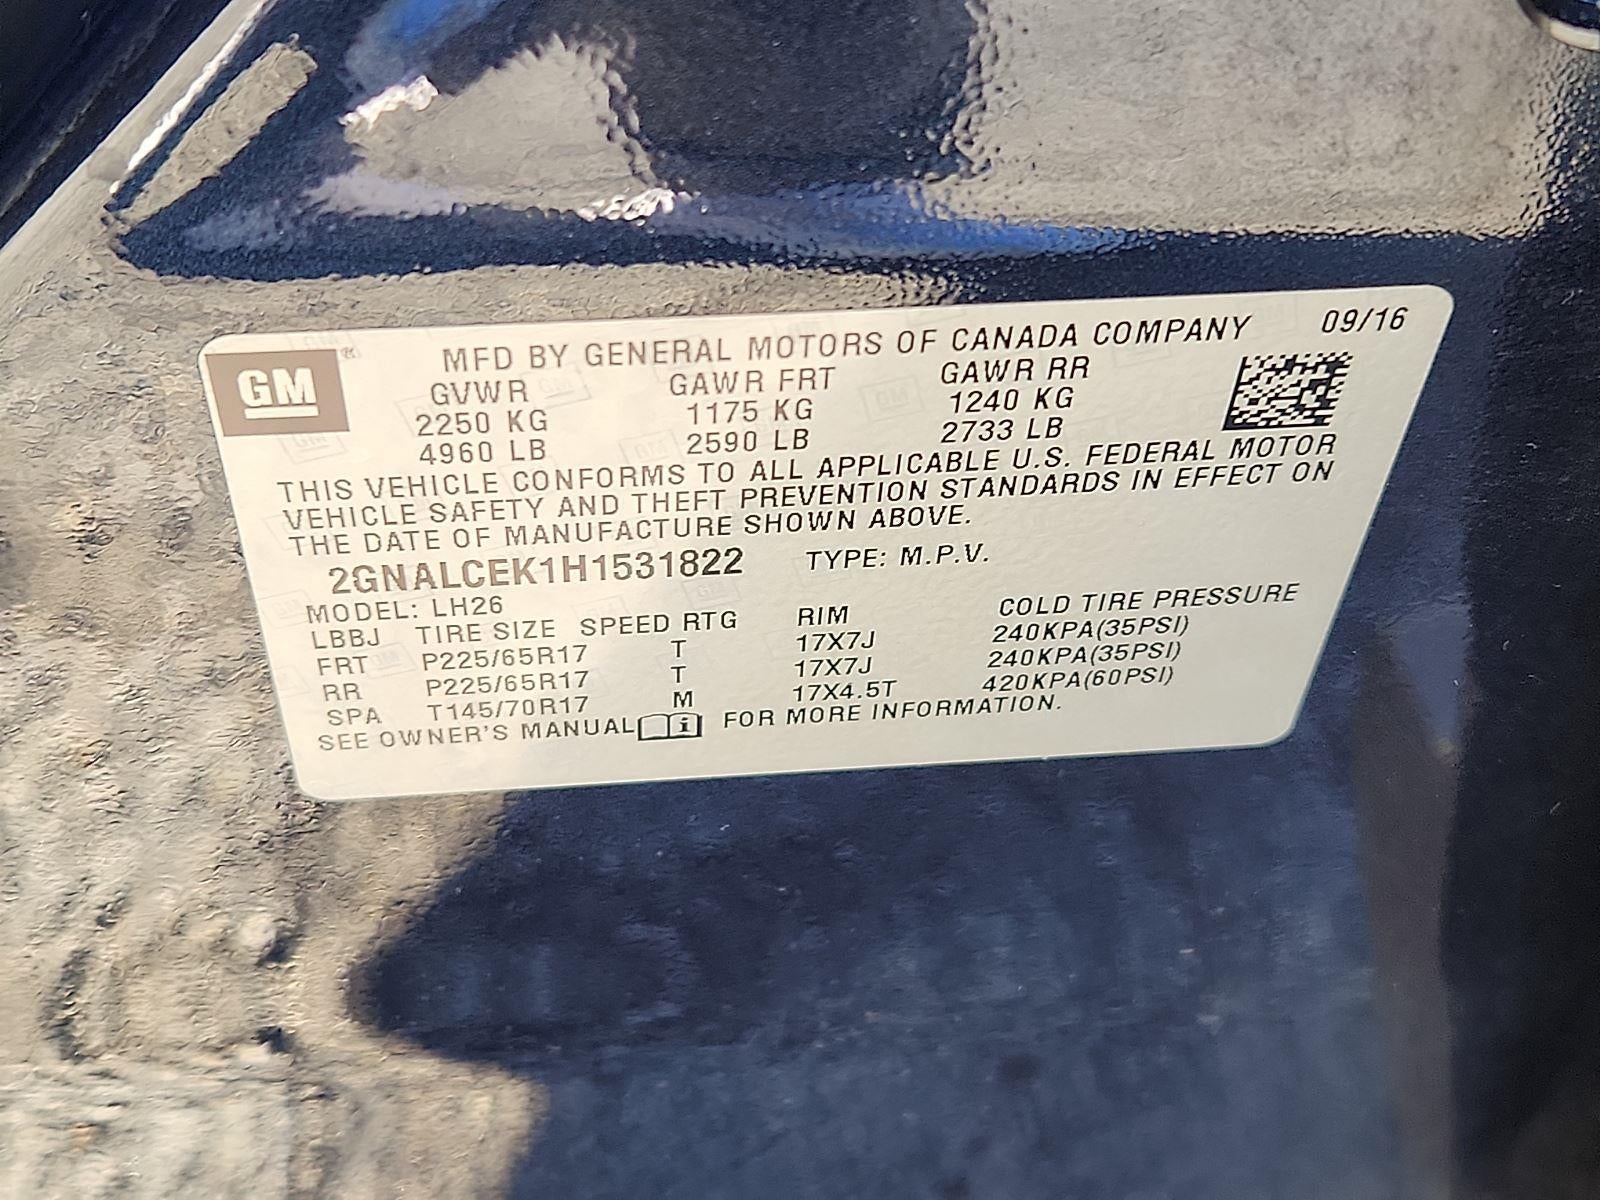 GM®
MFD BY GENERAL MOTORS OF CANADA COMPANY 09/16
GVWR GAWR FRT GAWR RR
2250 KG 1175 KG 1240 KG
4960 LB 2590 LB 2733 LB
THIS VEHICLE CONFORMS TO ALL APPLICABLE U.S. FEDERAL MOTOR
VEHICLE SAFETY AND THEFT PREVENTION STANDARDS IN EFFECT ON
THE DATE OF MANUFACTURE SHOWN ABOVE.
2GNALCEK1H1531822 TYPE: M.P.V.
MODEL: LH26
LBBJ TIRE SIZE SPEED RTG RIM COLD TIRE PRESSURE
FRT P225/65R17 T 17X7J 240KPA(35PSI)
RR P225/65R17 T 17X7J 240KPA(35PSI)
SPA T145/70R17 M 17X4.5T 420KPA(60PSI)
SEE OWNER'S MANUAL i FOR MORE INFORMATION.